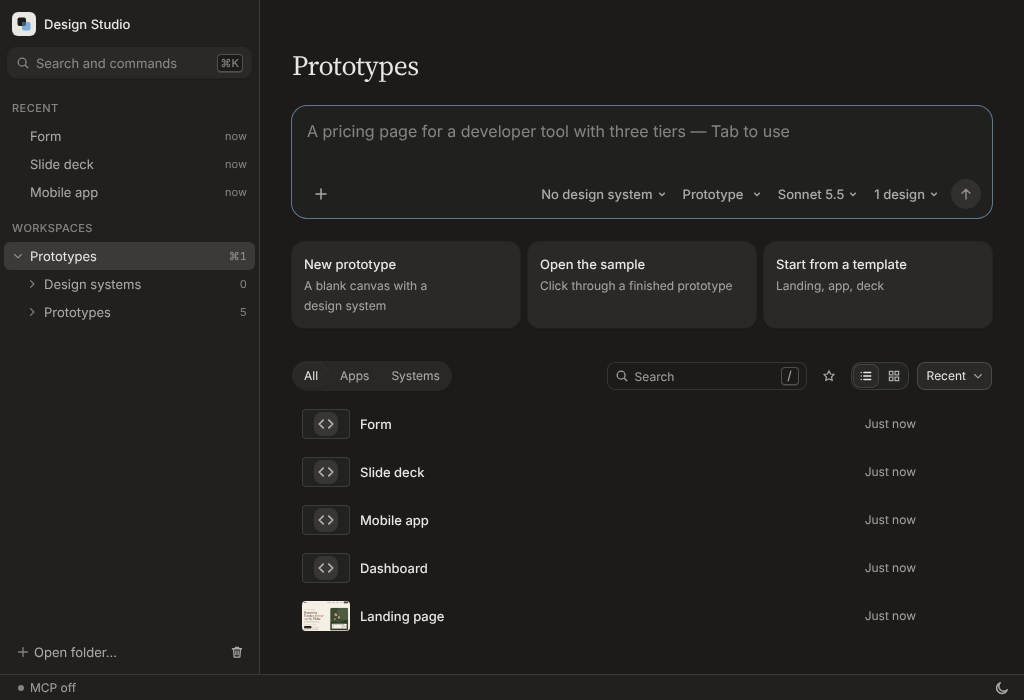 Design Studio
Search and commands ⌘K
RECENT
Form now
Slide deck now
Mobile app now
WORKSPACES
Prototypes ⌘1
Design systems 0
Prototypes 5
Open folder...
MCP off
Prototypes
A pricing page for a developer tool with three tiers — Tab to use
No design system Prototype Sonnet 5.5 1 design
New prototype
A blank canvas with a
design system
Open the sample
Click through a finished prototype
Start from a template
Landing, app, deck
All Apps Systems
Search /
Recent
Form Just now
Slide deck Just now
Mobile app Just now
Dashboard Just now
Landing page Just now